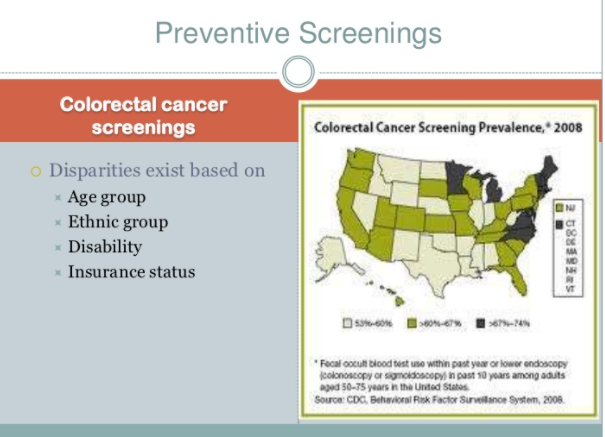 Preventive Screenings
Colorectal cancer
screenings
Disparities exist based on
Age group
Ethnic group
Disability
Insurance status
Colorectal Cancer Screening Prevalence,* 2008
NJ
CT
DC
DE
MA
MD
NH
RI
VT
53%–60% >60%–67% >67%–74%
* Fecal occult blood test use within past year or lower endoscopy
(colonoscopy or sigmoidoscopy) in past 10 years among adults
aged 50–75 years in the United States.
Source: CDC, Behavioral Risk Factor Surveillance System, 2008.